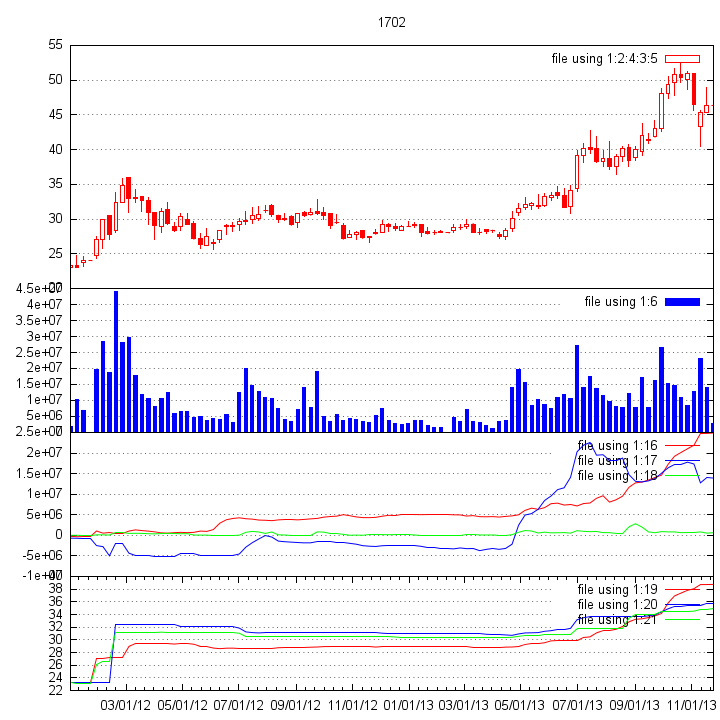 1702
55
50
45
40
35
30
25
20
file using 1:2:4:3:5
4.5e+07
4e+07
3.5e+07
3e+07
2.5e+07
2e+07
1.5e+07
1e+07
5e+06
file using 1:6
2.5e+07
2e+07
1.5e+07
1e+07
5e+06
0
-5e+06
-1e+07
file using 1:16
file using 1:17
file using 1:18
38
36
34
32
30
28
26
24
22
file using 1:19
file using 1:20
file using 1:21
03/01/12 05/01/12 07/01/12 09/01/12 11/01/12 01/01/13 03/01/13 05/01/13 07/01/13 09/01/13 11/01/13